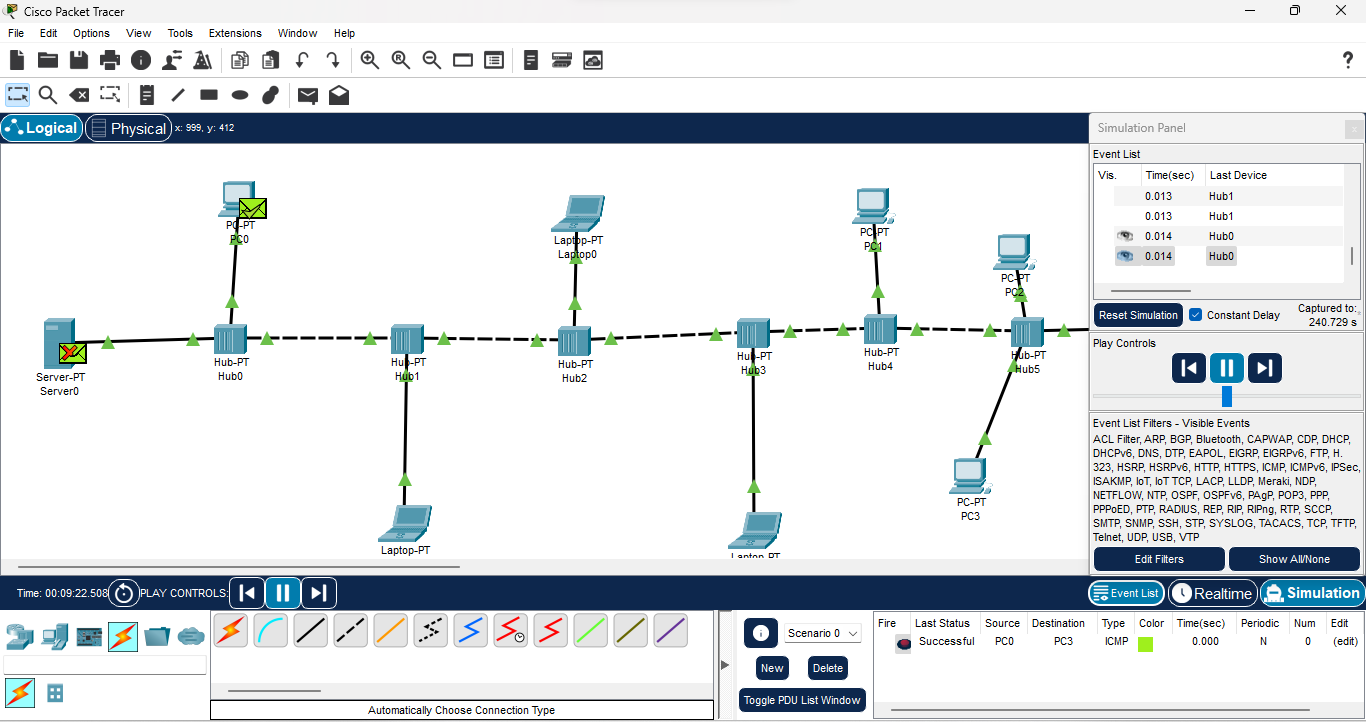 Cisco Packet Tracer
File Edit Options View Tools Extensions Window Help
Logical Physical x: 999, y: 412
PC-PT
PC0
Laptop-PT
Laptop0
PC-PT
PC1
PC-PT
PC2
Server-PT
Server0
Hub-PT
Hub0
Hub-PT
Hub1
Hub-PT
Hub2
Hub-PT
Hub3
Hub-PT
Hub4
Hub-PT
Hub5
PC-PT
PC3
Laptop-PT
Laptop-PT
Simulation Panel
Event List
Vis. Time(sec) Last Device
0.013 Hub1
0.013 Hub1
0.014 Hub0
0.014 Hub0
Reset Simulation Constant Delay Captured to:
240.729 s
Play Controls
Event List Filters - Visible Events
ACL Filter, ARP, BGP, Bluetooth, CAPWAP, CDP, DHCP,
DHCPv6, DNS, DTP, EAPOL, EIGRP, EIGRPv6, FTP, H.
323, HSRP, HSRPv6, HTTP, HTTPS, ICMP, ICMPv6, IPSec,
ISAKMP, IoT, IoT TCP, LACP, LLDP, Meraki, NDP,
NETFLOW, NTP, OSPF, OSPFv6, PAgP, POP3, PPP,
PPPoED, PTP, RADIUS, REP, RIP, RIPng, RTP, SCCP,
SMTP, SNMP, SSH, STP, SYSLOG, TACACS, TCP, TFTP,
Telnet, UDP, USB, VTP
Edit Filters Show All/None
Time: 00:09:22.508 PLAY CONTROLS:
Event List Realtime Simulation
Automatically Choose Connection Type
Scenario 0
New Delete
Toggle PDU List Window
Fire Last Status Source Destination Type Color Time(sec) Periodic Num Edit
Successful PC0 PC3 ICMP 0.000 N 0 (edit)